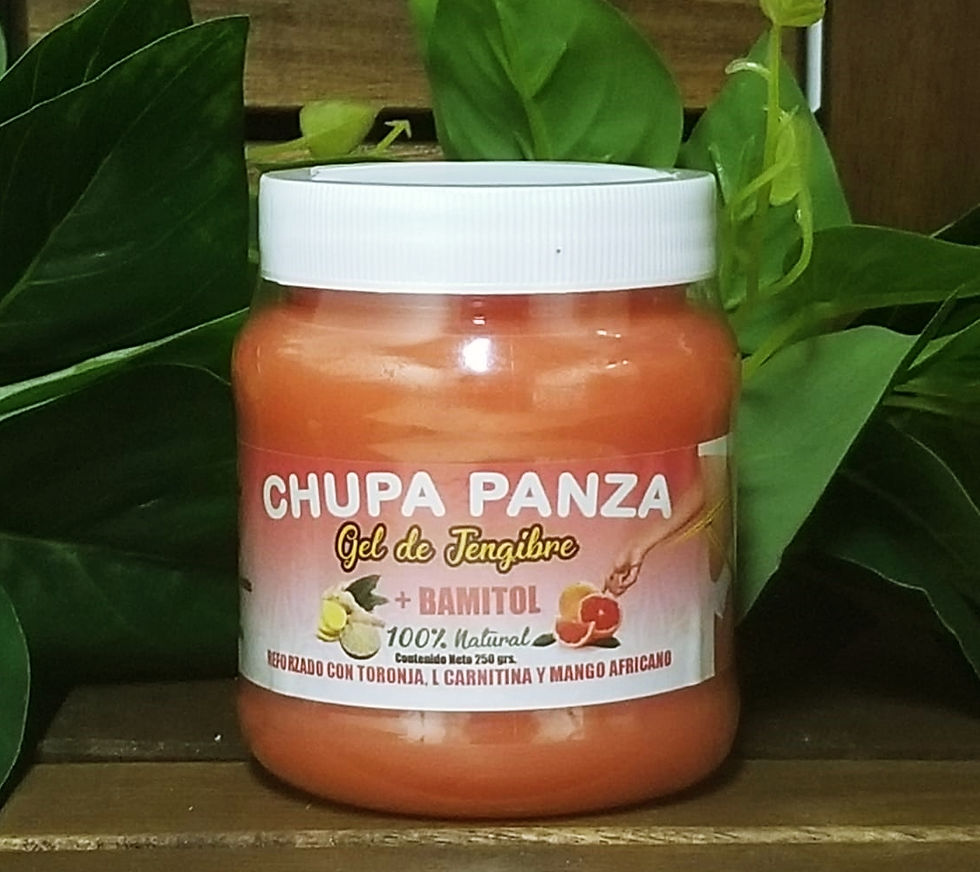 CHUPA PANZA
Gel de Jengibre
+ BAMITOL
100% Natural
Contenido Neto 250 grs.
REFORZADO CON TORONJA, L CARNITINA Y MANGO AFRICANO